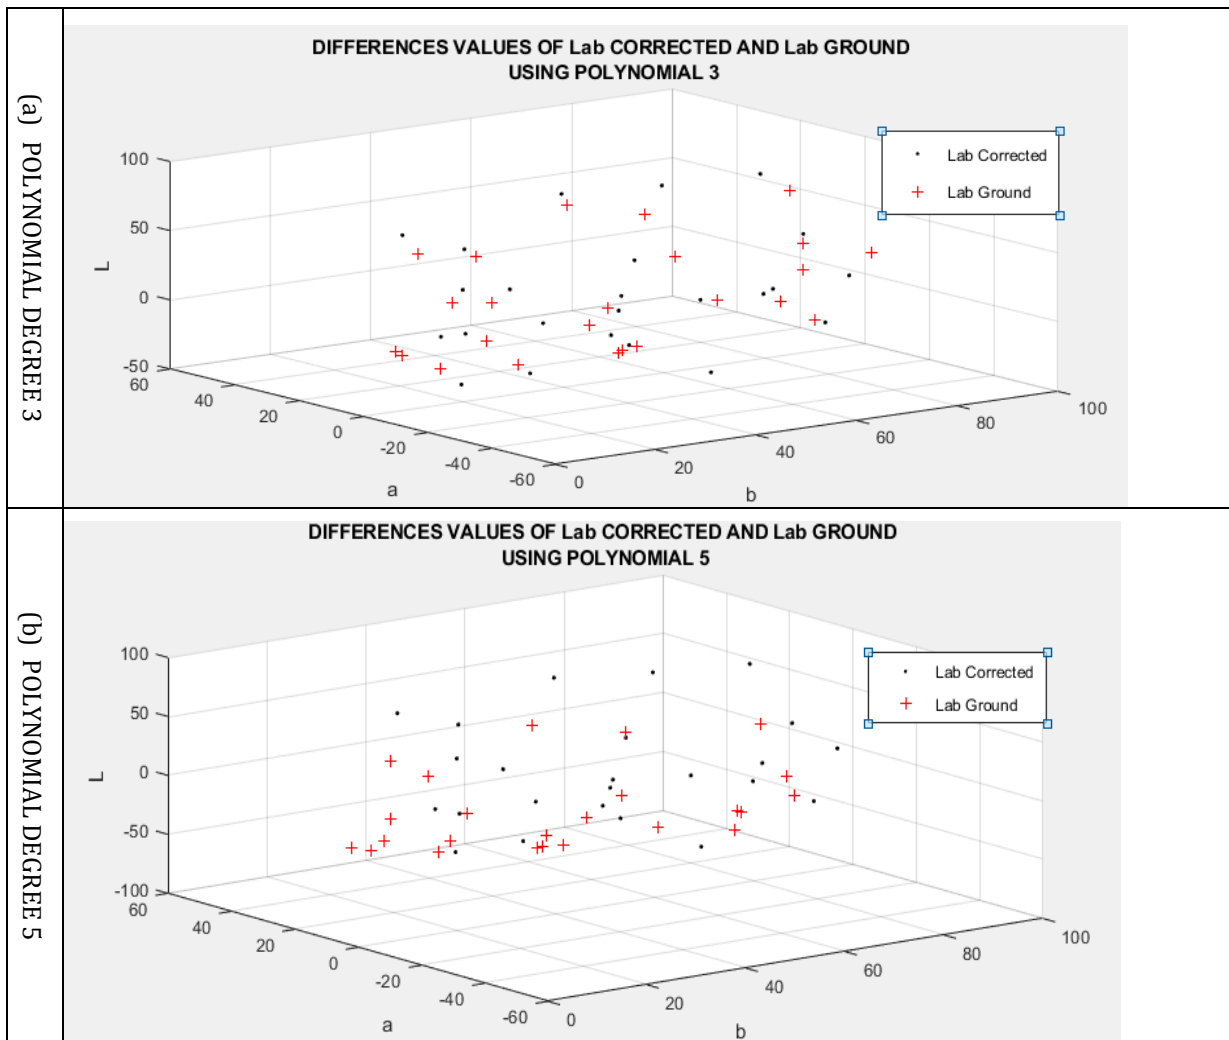 (a) POLYNOMIAL DEGREE 3
DIFFERENCES VALUES OF Lab CORRECTED AND Lab GROUND
USING POLYNOMIAL 3
Lab Corrected
Lab Ground
100
50
0
-50
L
60
40
20
0
-20
-40
-60
a
0
20
40
60
80
100
b
(b) POLYNOMIAL DEGREE 5
DIFFERENCES VALUES OF Lab CORRECTED AND Lab GROUND
USING POLYNOMIAL 5
Lab Corrected
Lab Ground
100
50
0
-50
-100
L
60
40
20
0
-20
-40
-60
a
0
20
40
60
80
100
b